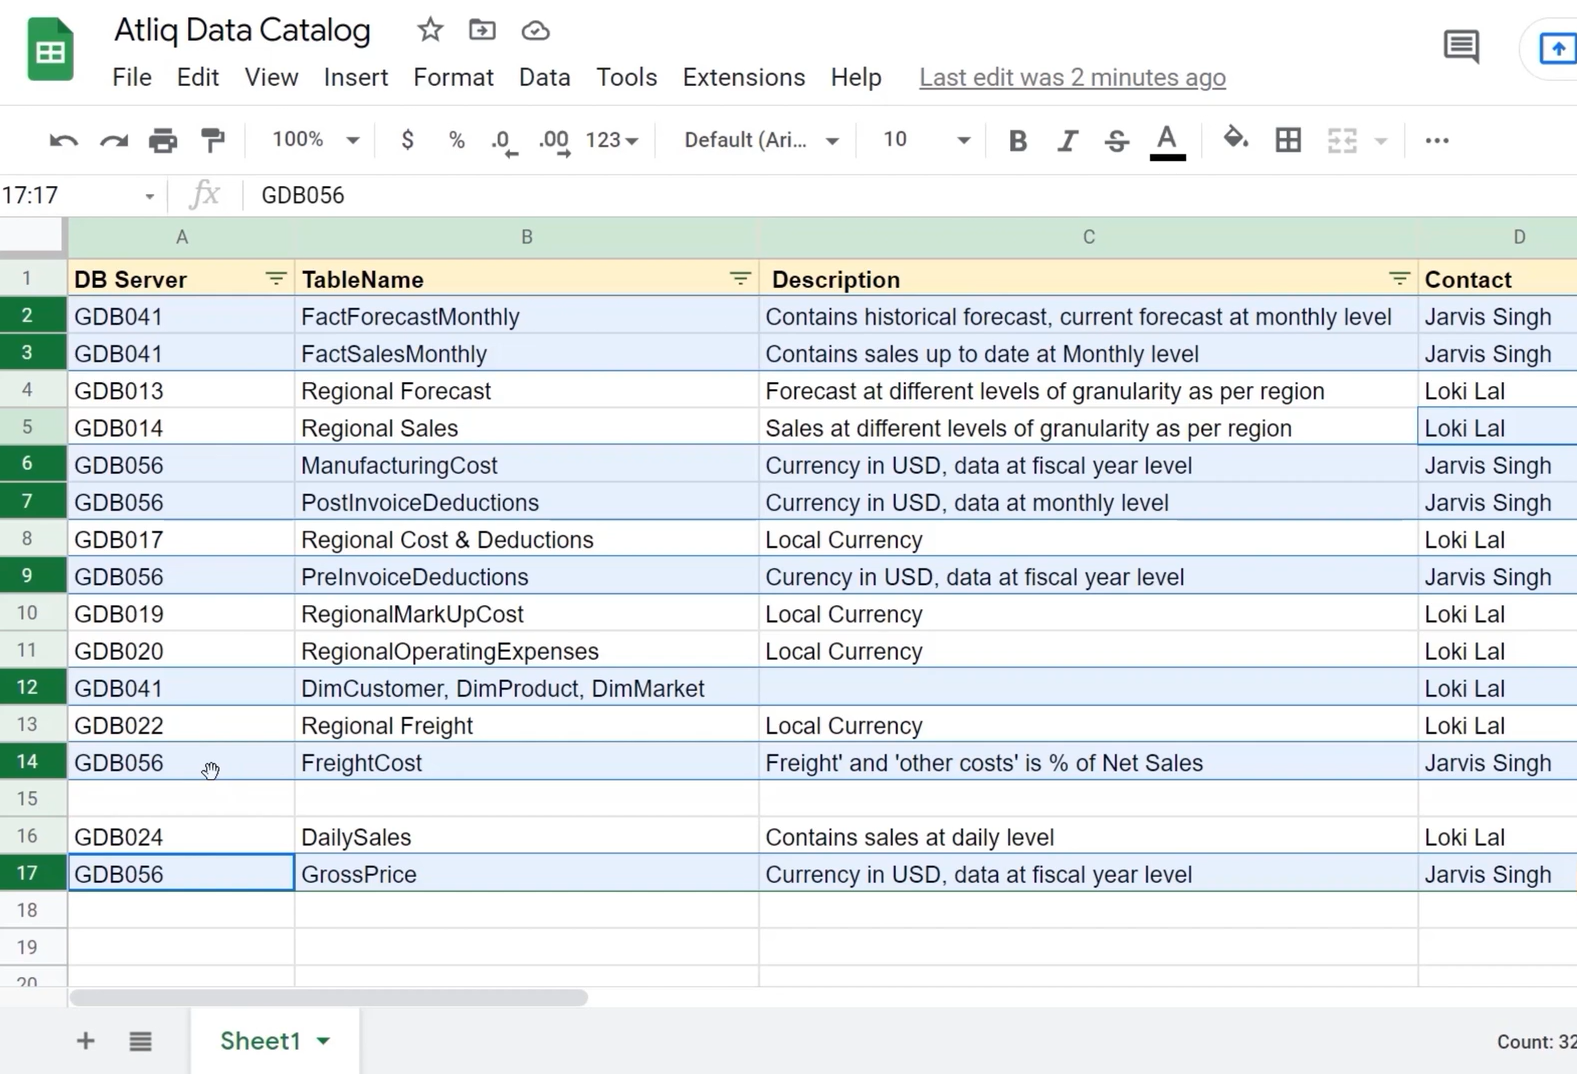 Atliq Data Catalog
File Edit View Insert Format Data Tools Extensions Help Last edit was 2 minutes ago
100% $ % .0 .00 123 Default (Ari... 10 B I S A
17:17 fx GDB056
A B C D
1 DB Server TableName Description Contact
2 GDB041 FactForecastMonthly Contains historical forecast, current forecast at monthly level Jarvis Singh
3 GDB041 FactSalesMonthly Contains sales up to date at Monthly level Jarvis Singh
4 GDB013 Regional Forecast Forecast at different levels of granularity as per region Loki Lal
5 GDB014 Regional Sales Sales at different levels of granularity as per region Loki Lal
6 GDB056 ManufacturingCost Currency in USD, data at fiscal year level Jarvis Singh
7 GDB056 PostInvoiceDeductions Currency in USD, data at monthly level Jarvis Singh
8 GDB017 Regional Cost & Deductions Local Currency Loki Lal
9 GDB056 PreInvoiceDeductions Curency in USD, data at fiscal year level Jarvis Singh
10 GDB019 RegionalMarkUpCost Local Currency Loki Lal
11 GDB020 RegionalOperatingExpenses Local Currency Loki Lal
12 GDB041 DimCustomer, DimProduct, DimMarket Loki Lal
13 GDB022 Regional Freight Local Currency Loki Lal
14 GDB056 FreightCost Freight' and 'other costs' is % of Net Sales Jarvis Singh
15
16 GDB024 DailySales Contains sales at daily level Loki Lal
17 GDB056 GrossPrice Currency in USD, data at fiscal year level Jarvis Singh
18
19
20
Sheet1 Count: 32